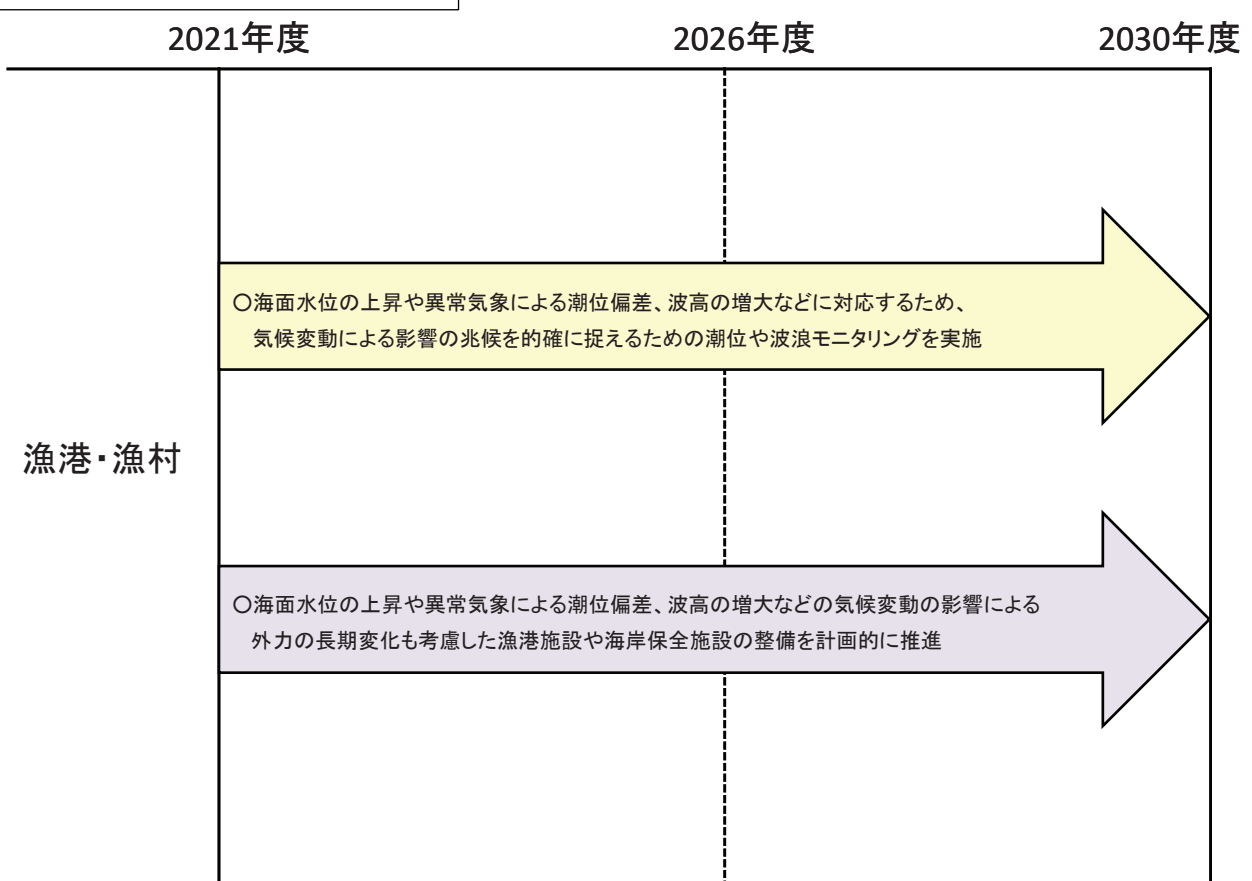 2021年度 2026年度 2030年度
〇海面水位の上昇や異常気象による潮位偏差、波高の増大などに対応するため、
気候変動による影響の兆候を的確に捉えるための潮位や波浪モニタリングを実施
漁港・漁村
〇海面水位の上昇や異常気象による潮位偏差、波高の増大などの気候変動の影響による
外力の長期変化も考慮した漁港施設や海岸保全施設の整備を計画的に推進